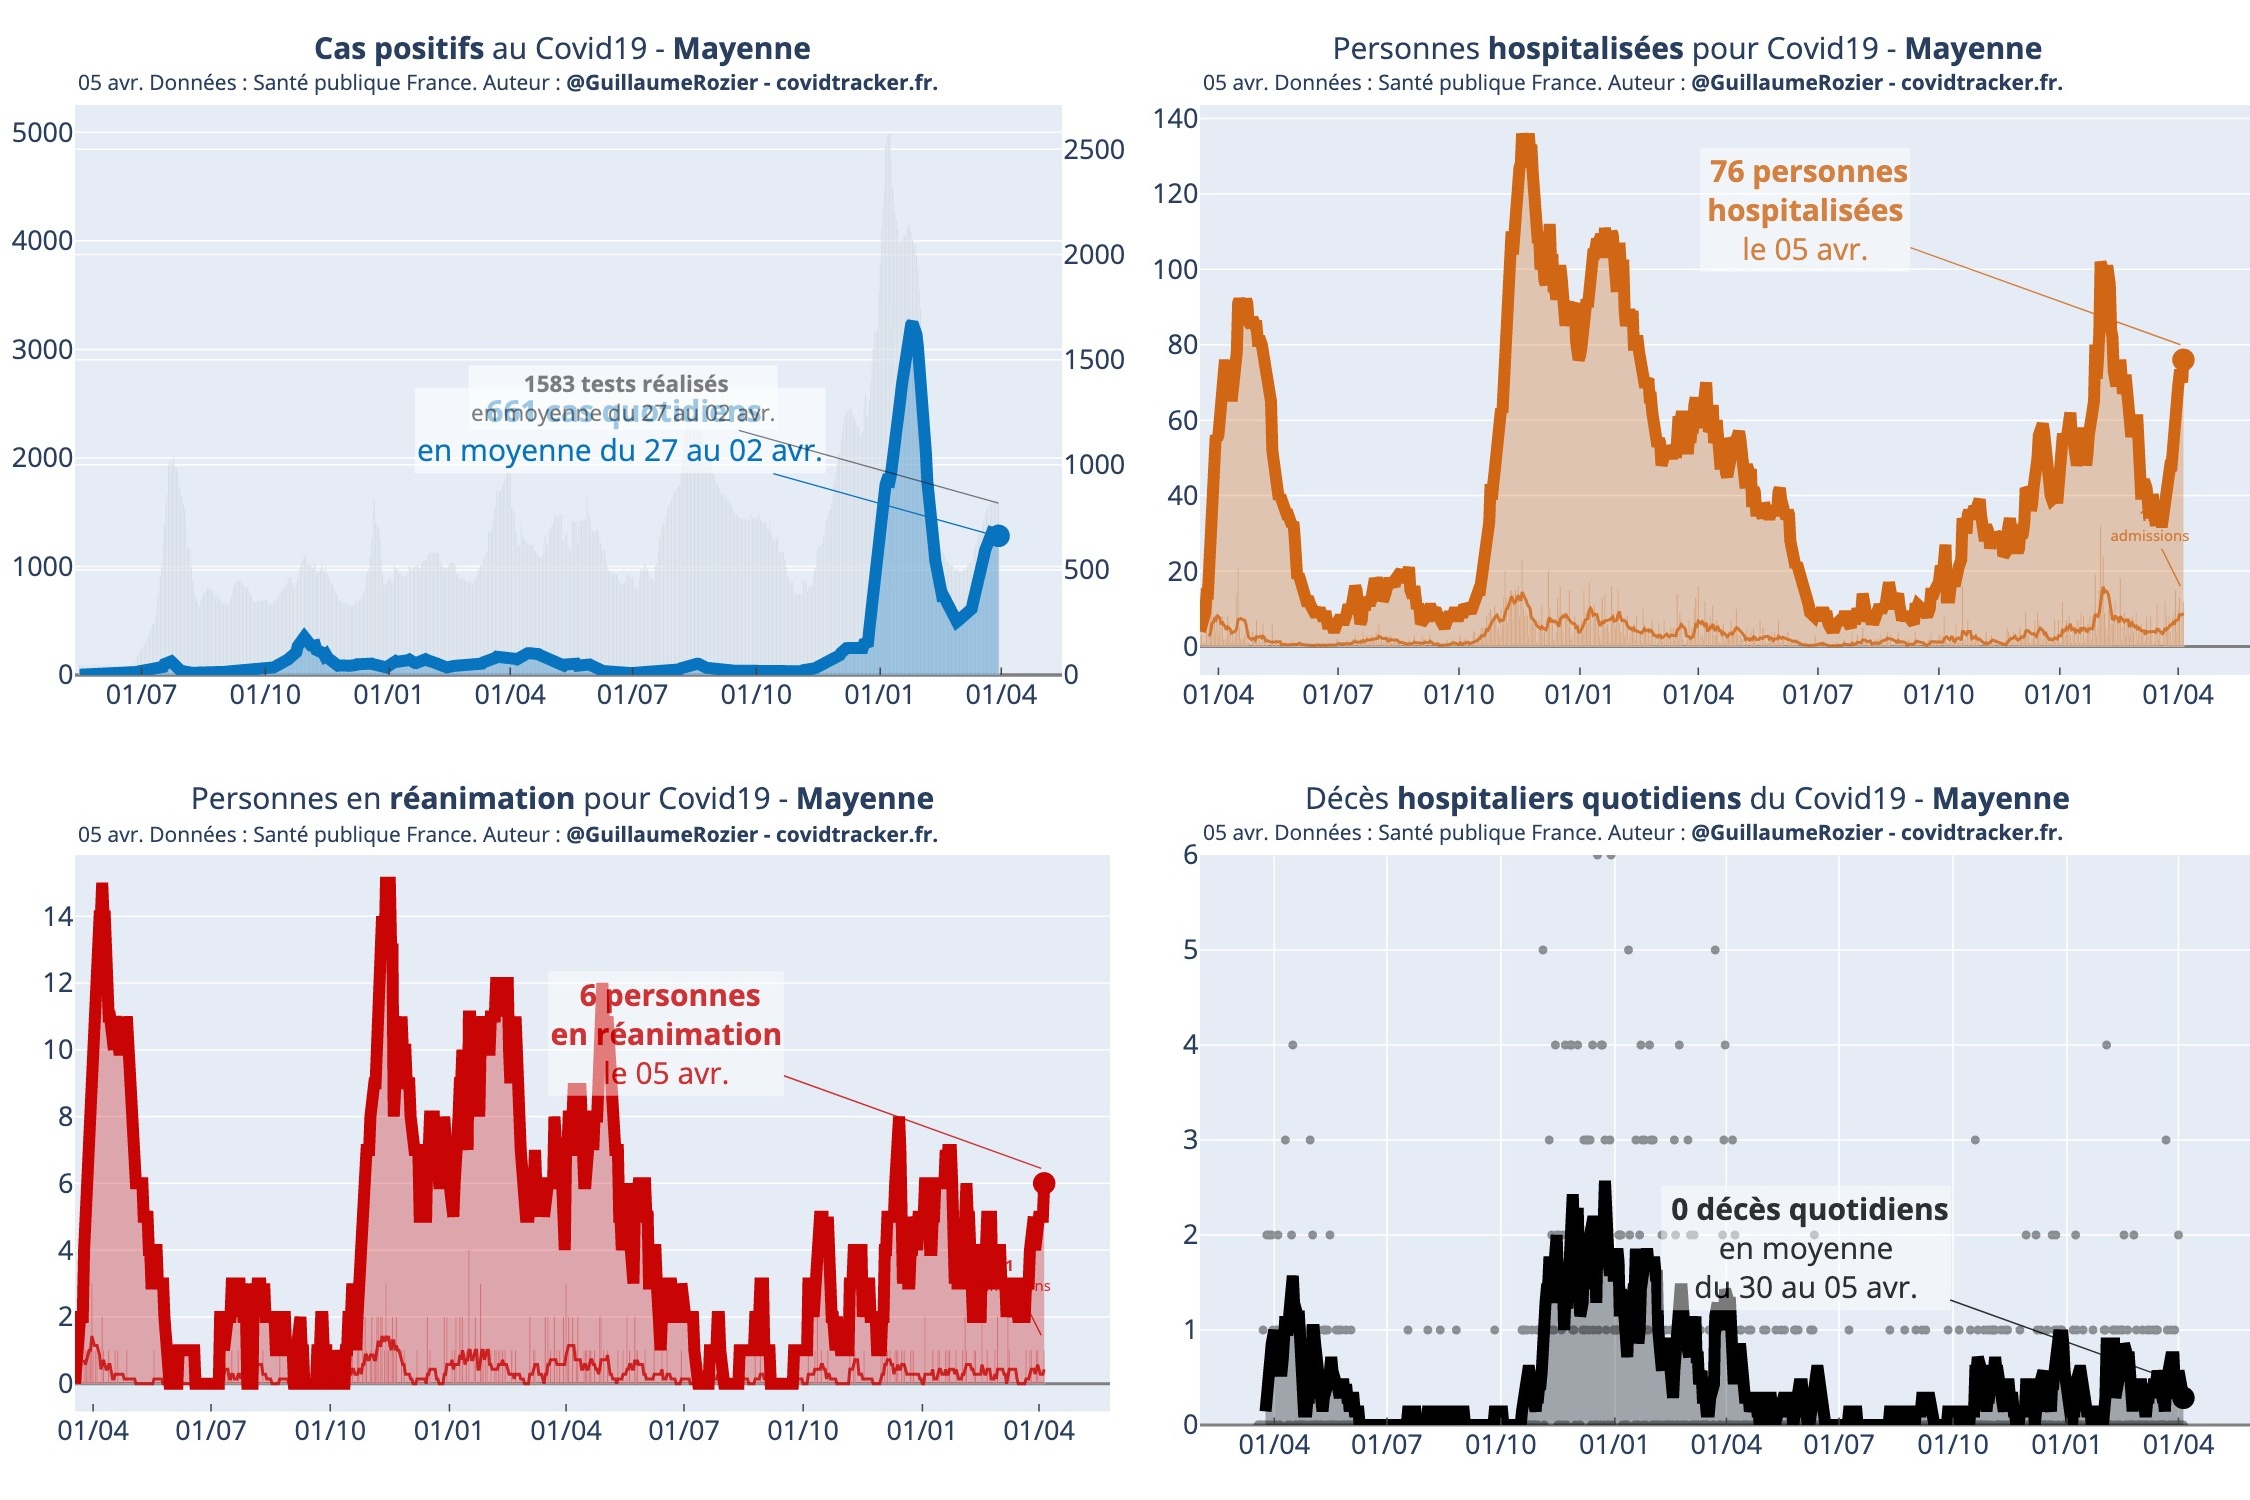 Cas positifs au Covid19 - Mayenne
05 avr. Données : Santé publique France. Auteur : @GuillaumeRozier - covidtracker.fr.
5000
4000
3000
2000
1000
0
2500
2000
1500
1000
500
0
1583 tests réalisés
en moyenne du 27 au 02 avr.
661 cas quotidiens
en moyenne du 27 au 02 avr.
01/07 01/10 01/01 01/04 01/07 01/10 01/01 01/04
Personnes hospitalisées pour Covid19 - Mayenne
05 avr. Données : Santé publique France. Auteur : @GuillaumeRozier - covidtracker.fr.
140
120
100
80
60
40
20
0
76 personnes
hospitalisées
le 05 avr.
admissions
01/04 01/07 01/10 01/01 01/04 01/07 01/10 01/01 01/04
Personnes en réanimation pour Covid19 - Mayenne
05 avr. Données : Santé publique France. Auteur : @GuillaumeRozier - covidtracker.fr.
14
12
10
8
6
4
2
0
6 personnes
en réanimation
le 05 avr.
01/04 01/07 01/10 01/01 01/04 01/07 01/10 01/01 01/04
Décès hospitaliers quotidiens du Covid19 - Mayenne
05 avr. Données : Santé publique France. Auteur : @GuillaumeRozier - covidtracker.fr.
6
5
4
3
2
1
0
0 décès quotidiens
en moyenne
du 30 au 05 avr.
01/04 01/07 01/10 01/01 01/04 01/07 01/10 01/01 01/04